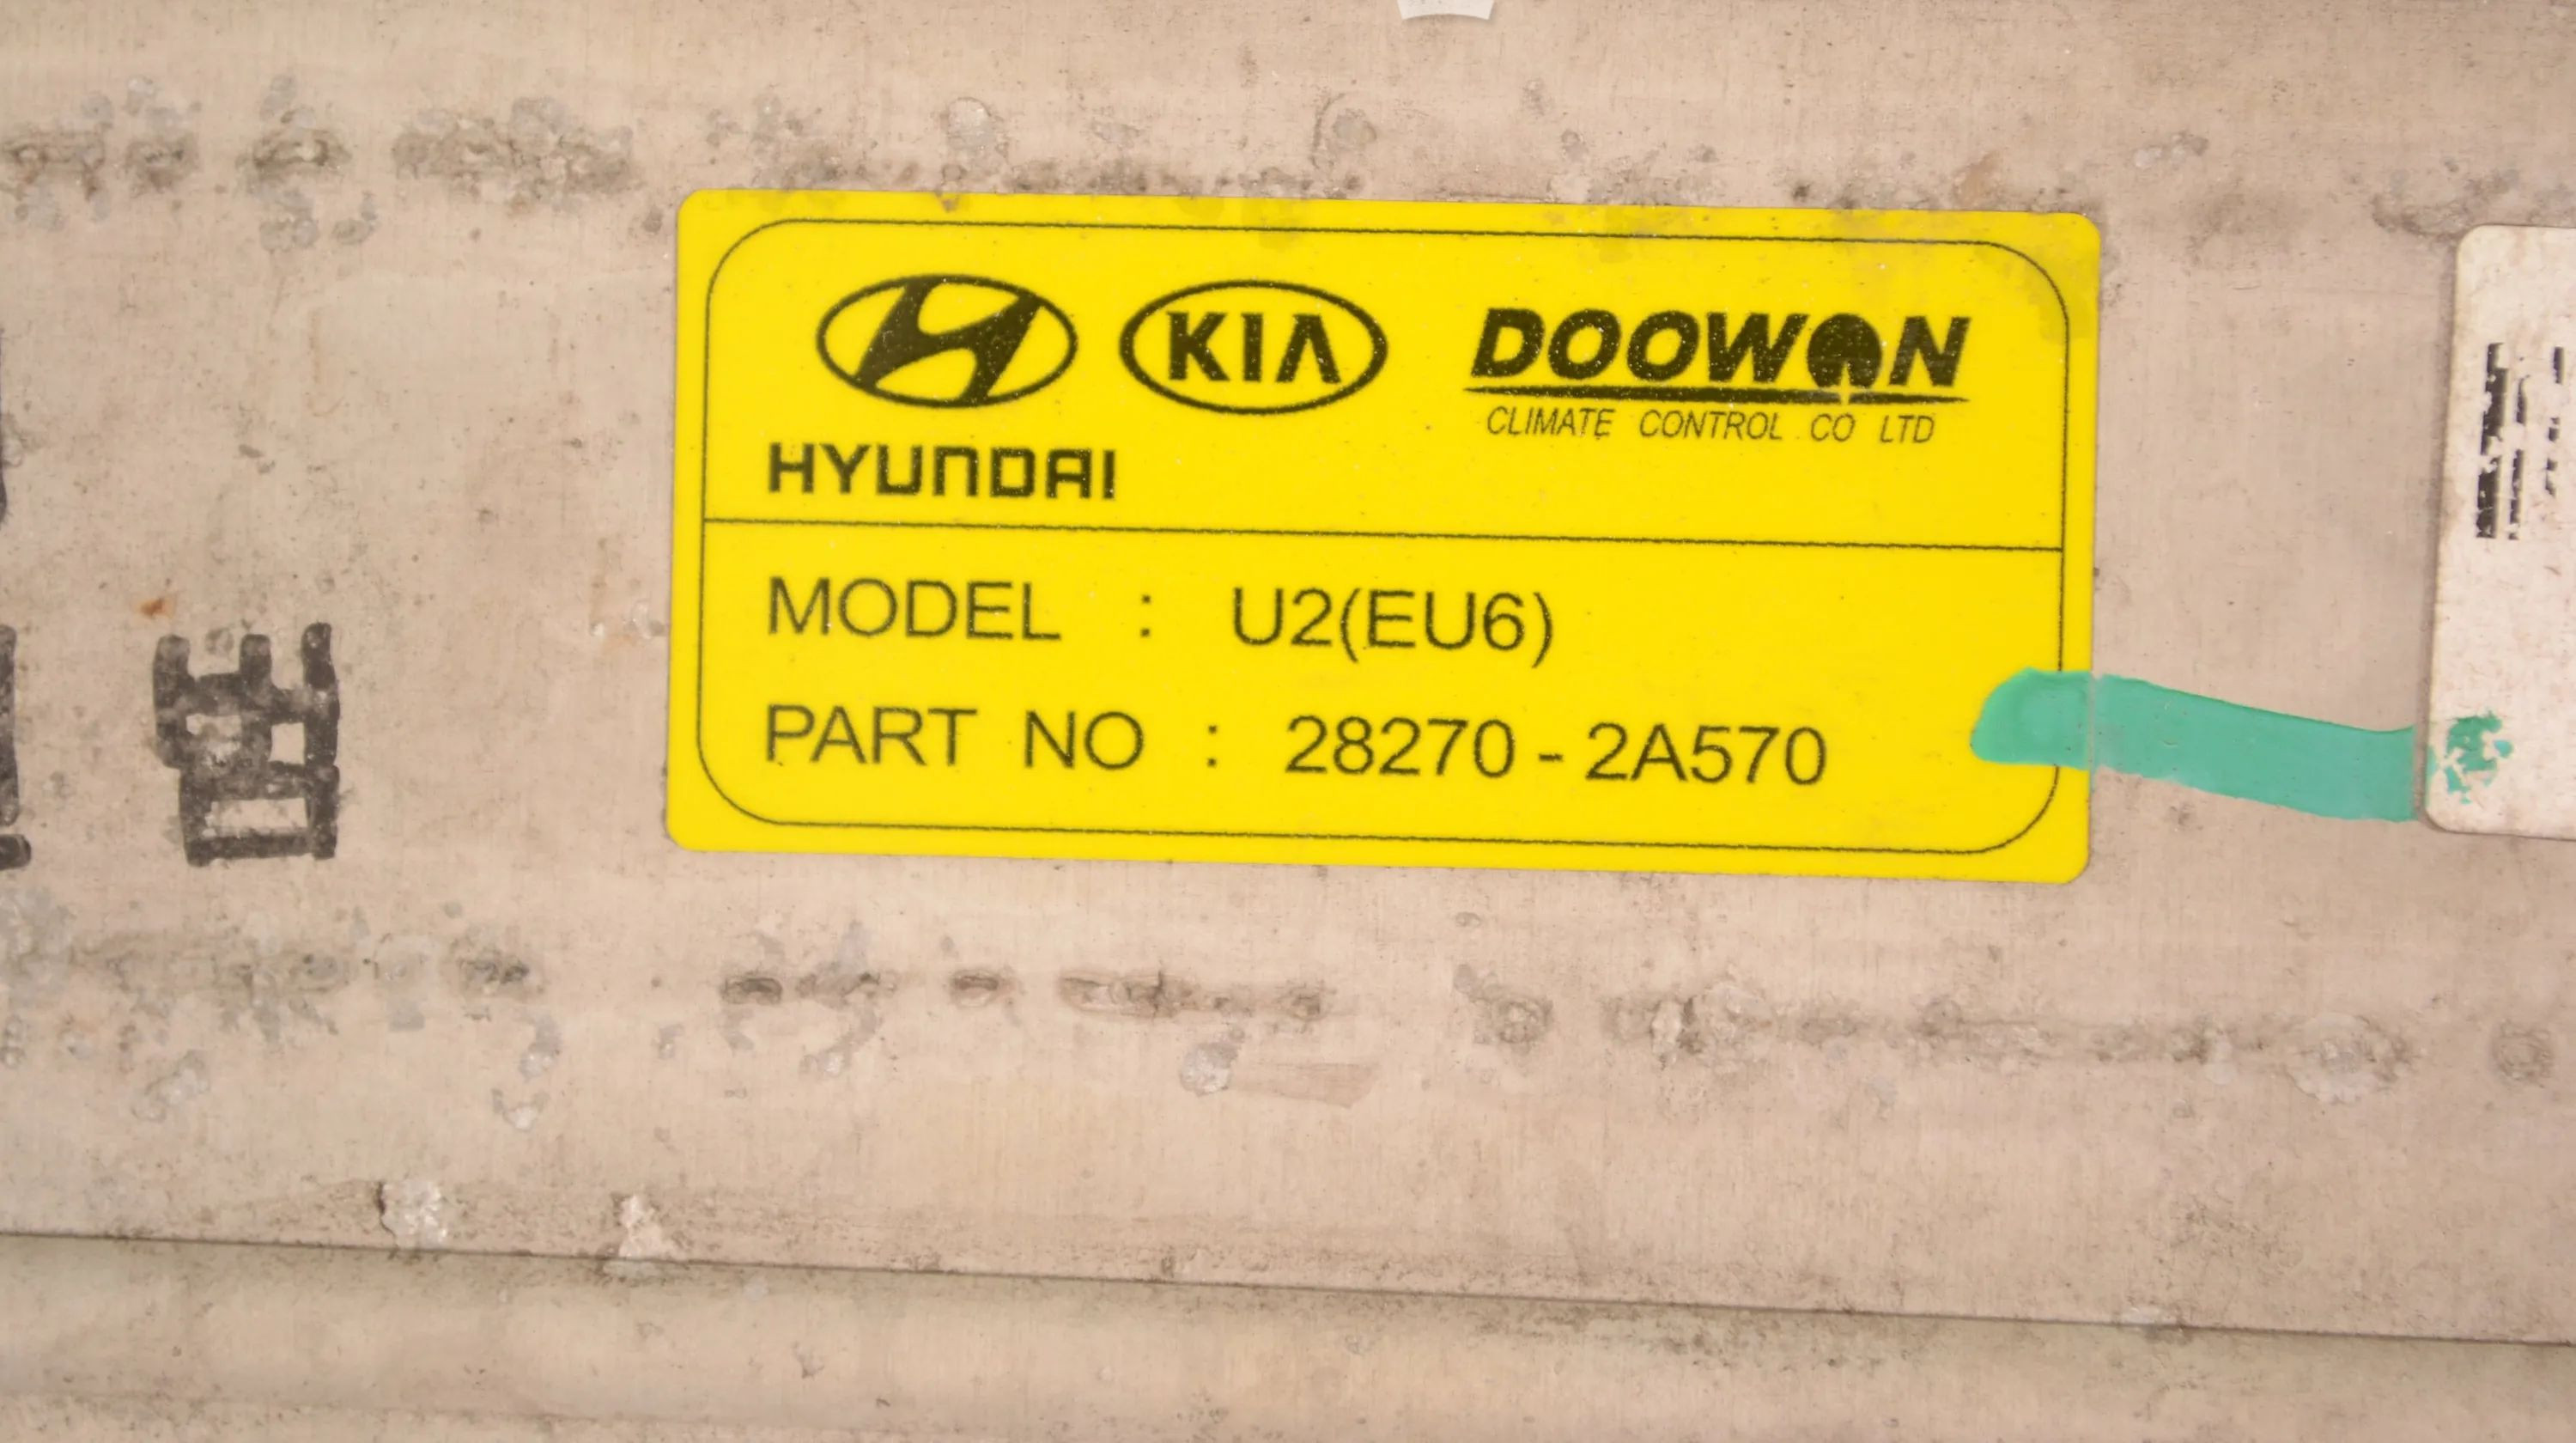 KIA DOOWON
CLIMATE CONTROL CO LTD
HYUNDAI
MODEL : U2(EU6)
PART NO : 28270-2A570